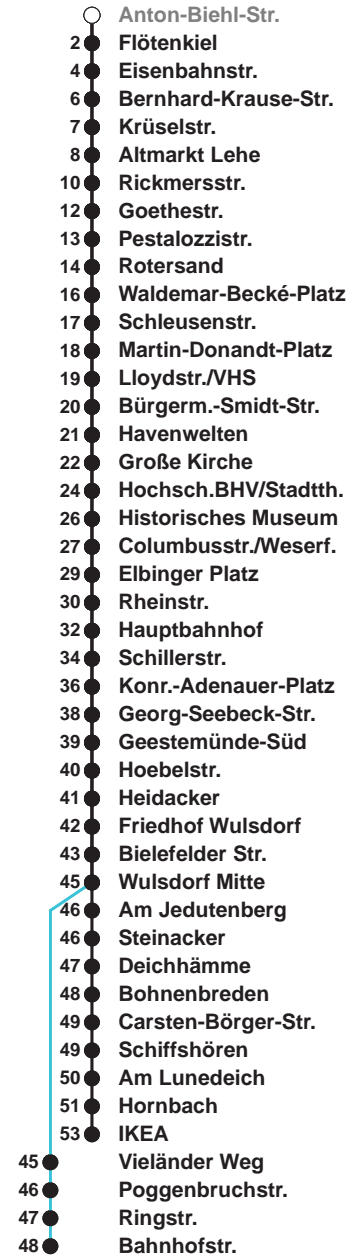 Anton-Biehl-Str.
2 Flötenkiel
4 Eisenbahnstr.
6 Bernhard-Krause-Str.
7 Krüselstr.
8 Altmarkt Lehe
10 Rickmersstr.
12 Goethestr.
13 Pestalozzistr.
14 Rotersand
16 Waldemar-Becké-Platz
17 Schleusenstr.
18 Martin-Donandt-Platz
19 Lloydstr./VHS
20 Bürgerm.-Smidt-Str.
21 Havenwelten
22 Große Kirche
24 Hochsch.BHV/Stadtth.
26 Historisches Museum
27 Columbusstr./Weserf.
29 Elbinger Platz
30 Rheinstr.
32 Hauptbahnhof
34 Schillerstr.
36 Konr.-Adenauer-Platz
38 Georg-Seebeck-Str.
39 Geestemünde-Süd
40 Hoebelstr.
41 Heidacker
42 Friedhof Wulsdorf
43 Bielefelder Str.
45 Wulsdorf Mitte
46 Am Jedutenberg
46 Steinacker
47 Deichhämme
48 Bohnenbreden
49 Carsten-Börger-Str.
49 Schiffshören
50 Am Lunedeich
51 Hornbach
53 IKEA
45 Vieländer Weg
46 Poggenbruchstr.
47 Ringstr.
48 Bahnhofstr.